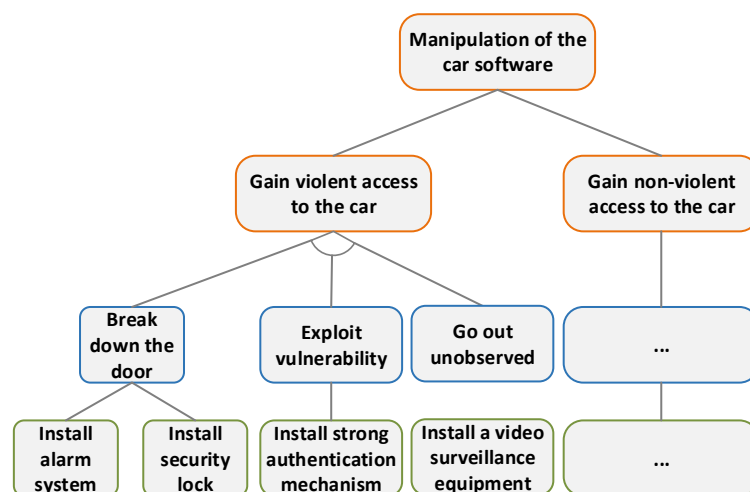 Manipulation of the
car software
Gain violent access
to the car
Gain non-violent
access to the car
Break
down the
door
Exploit
vulnerability
Go out
unobserved
...
Install
alarm
system
Install
security
lock
Install strong
authentication
mechanism
Install a video
surveillance
equipment
...